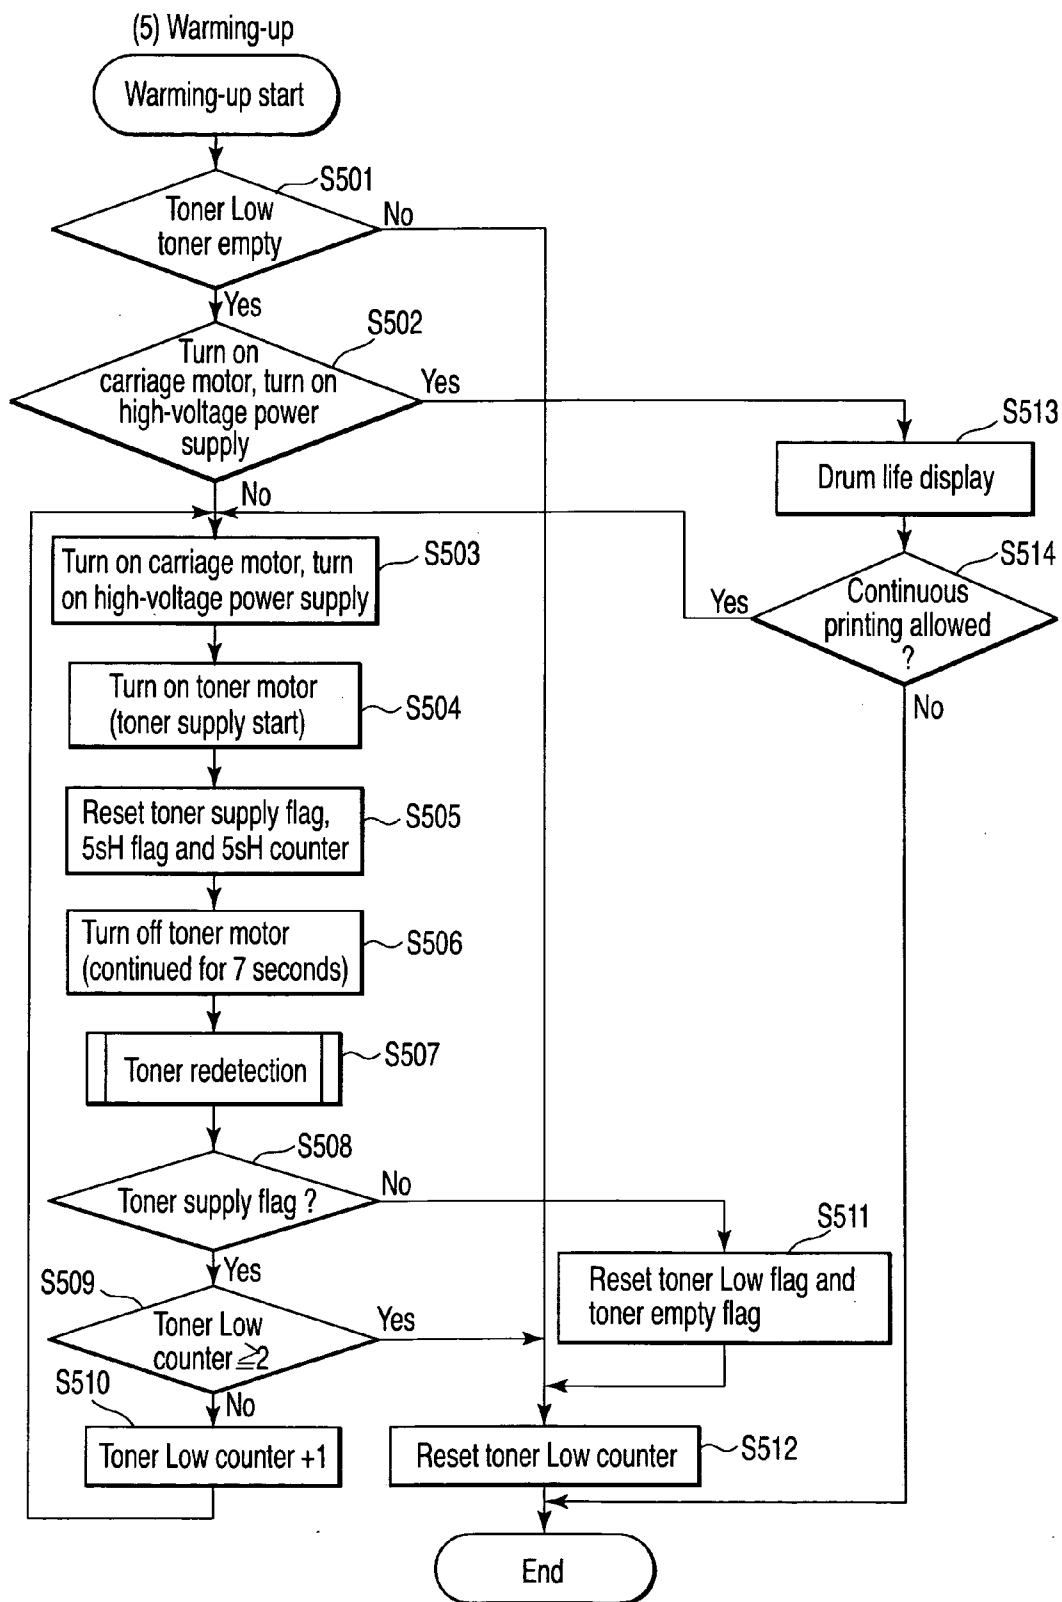 (5) Warming-up
Warming-up start
S501
Toner Low
toner empty
No
Yes
S502
Turn on
carriage motor, turn on
high-voltage power
supply
Yes
No
S513
Drum life display
S514
Continuous
printing allowed
?
Yes
No
S503
Turn on carriage motor, turn
on high-voltage power supply
Turn on toner motor
(toner supply start)
S504
Reset toner supply flag,
5sH flag and 5sH counter
S505
Turn off toner motor
(continued for 7 seconds)
S506
Toner redetection
S507
S508
Toner supply flag ?
No
Yes
S511
Reset toner Low flag and
toner empty flag
S509
Toner Low
counter ≧2
Yes
No
S510
Toner Low counter +1
Reset toner Low counter
S512
End